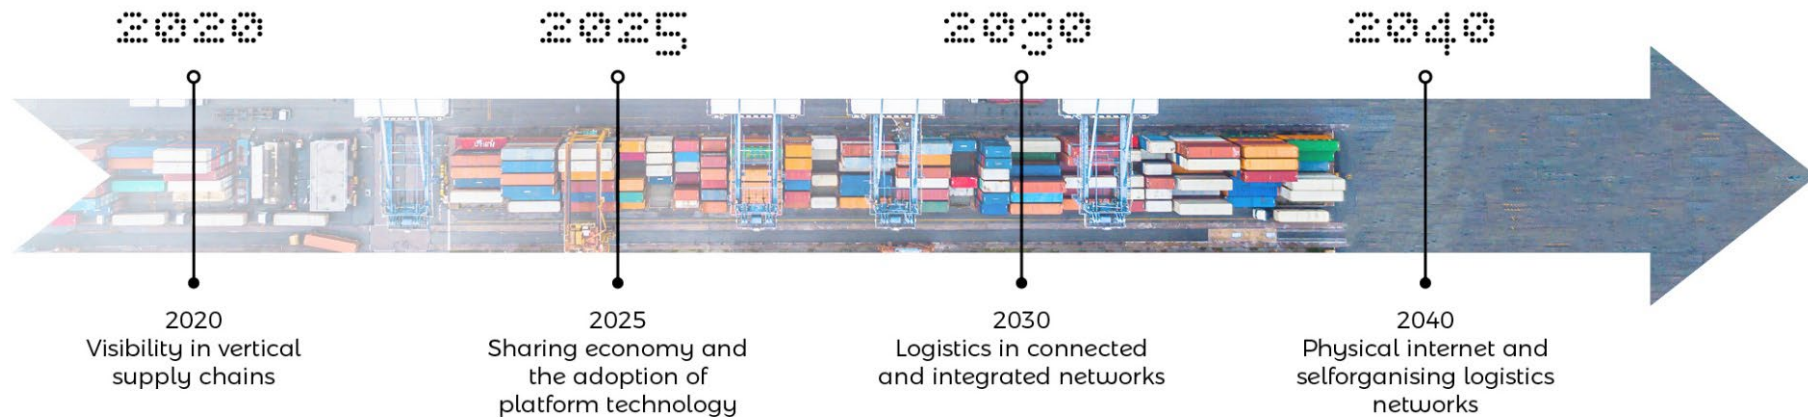 2020
2025
2030
2040
2020
Visibility in vertical
supply chains
2025
Sharing economy and
the adoption of
platform technology
2030
Logistics in connected
and integrated networks
2040
Physical internet and
selforganising logistics
networks